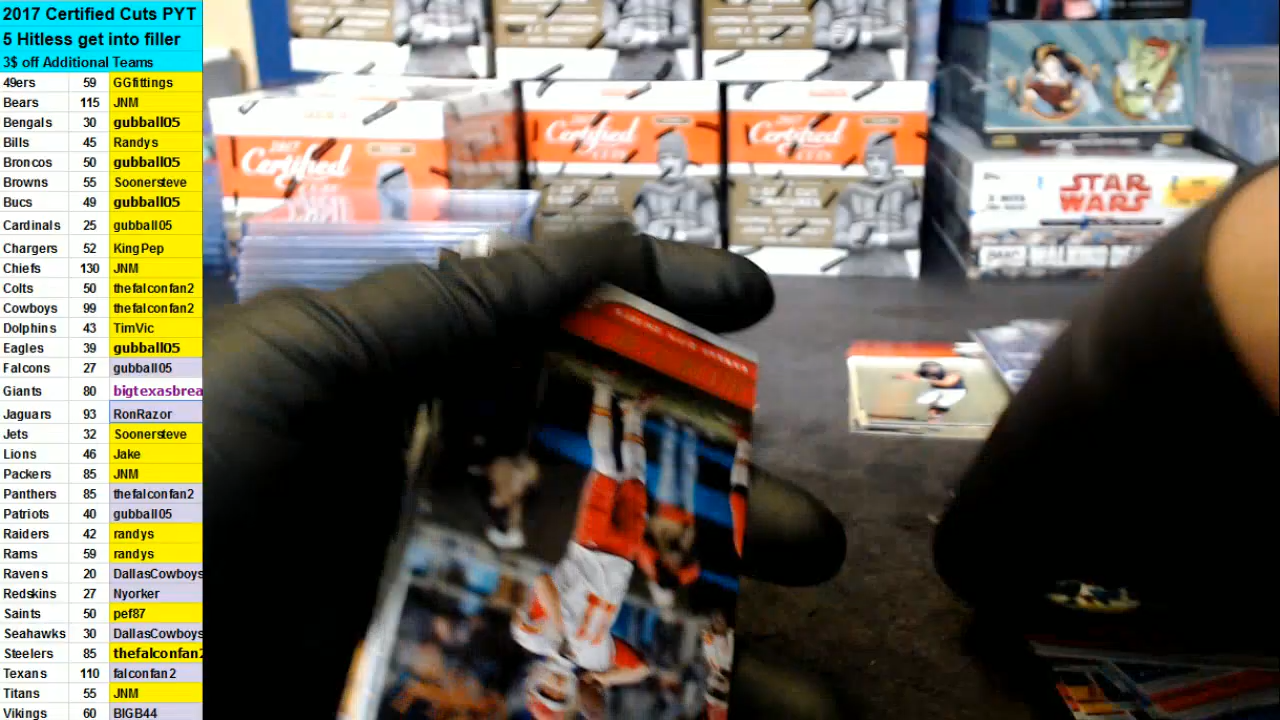 2017 Certified Cuts PYT
5 Hitless get into filler
3$ off Additional Teams
49ers 59 GGfittings
Bears 115 JNM
Bengals 30 gubball05
Bills 45 Randys
Broncos 50 gubball05
Browns 55 Soonersteve
Bucs 49 gubball05
Cardinals 25 gubball05
Chargers 52 KingPep
Chiefs 130 JNM
Colts 50 thefalconfan2
Cowboys 99 thefalconfan2
Dolphins 43 TimVic
Eagles 39 gubball05
Falcons 27 gubball05
Giants 80 bigtexasbrea
Jaguars 93 RonRazor
Jets 32 Soonersteve
Lions 46 Jake
Packers 85 JNM
Panthers 85 thefalconfan2
Patriots 40 gubball05
Raiders 42 randys
Rams 59 randys
Ravens 20 DallasCowboys
Redskins 27 Nyorker
Saints 50 pef87
Seahawks 30 DallasCowboys
Steelers 85 thefalconfan2
Texans 110 falconfan2
Titans 55 JNM
Vikings 60 BIGB44
2017
Certified
2017
Certified
CUTS
2017
Certified
CUTS
STAR
WARS
11